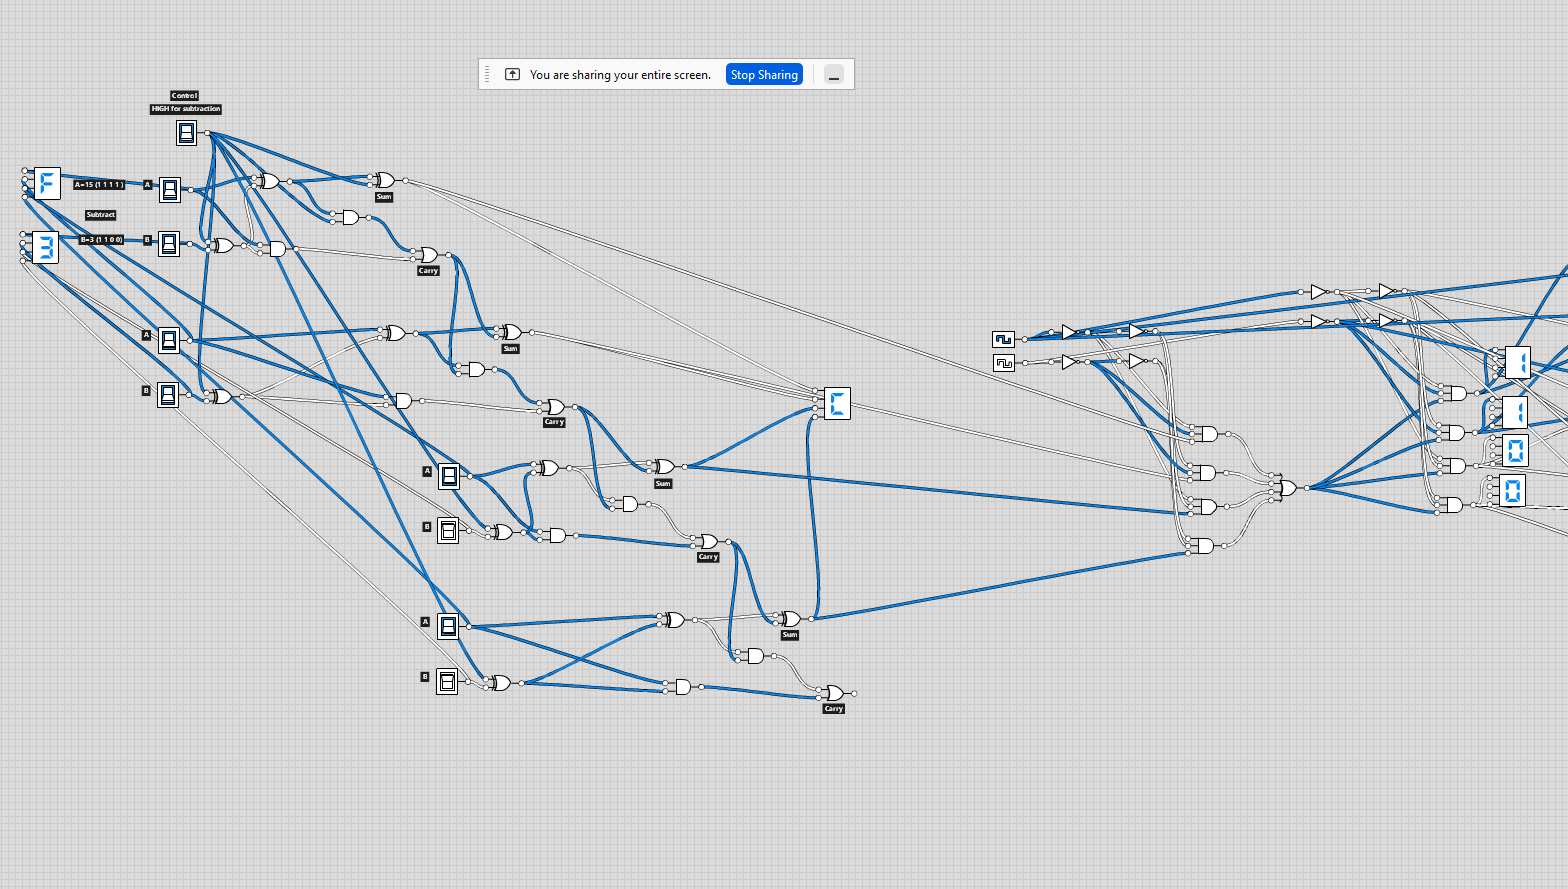 You are sharing your entire screen. Stop Sharing
Control
HIGH for subtraction
F
A=15 (1 1 1 1 )
A
Sum
Subtract
3
B=3 (1 1 0 0)
B
Carry
A
Sum
B
C
Carry
A
Sum
B
Carry
A
Sum
B
Carry
1
1
0
0